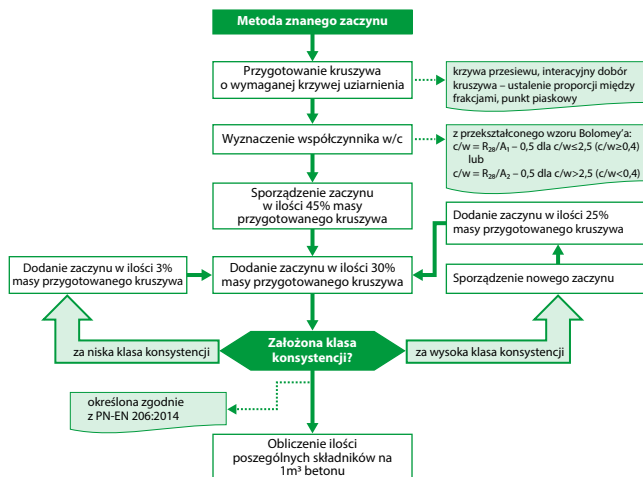 Metoda znanego zaczynu
Przygotowanie kruszywa
o wymaganej krzywej uziarnienia
krzywa przesiewu, interacyjny dobór
kruszywa – ustalenie proporcji między
frakcjami, punkt piaskowy
Wyznaczenie współczynnika w/c
z przekształconego wzoru Bolomey'a:
c/w = R₂₈/A₁ – 0,5 dla c/w≤2,5 (c/w≥0,4)
lub
c/w = R₂₈/A₂ – 0,5 dla c/w>2,5 (c/w<0,4)
Sporządzenie zaczynu
w ilości 45% masy
przygotowanego kruszywa
Dodanie zaczynu w ilości 25%
masy przygotowanego kruszywa
Dodanie zaczynu w ilości 3%
masy przygotowanego kruszywa
Dodanie zaczynu w ilości 30%
masy przygotowanego kruszywa
Sporządzenie nowego zaczynu
za niska klasa konsystencji
Założona klasa
konsystencji?
za wysoka klasa konsystencji
określona zgodnie
z PN-EN 206:2014
Obliczenie ilości
poszególnych składników na
1m³ betonu